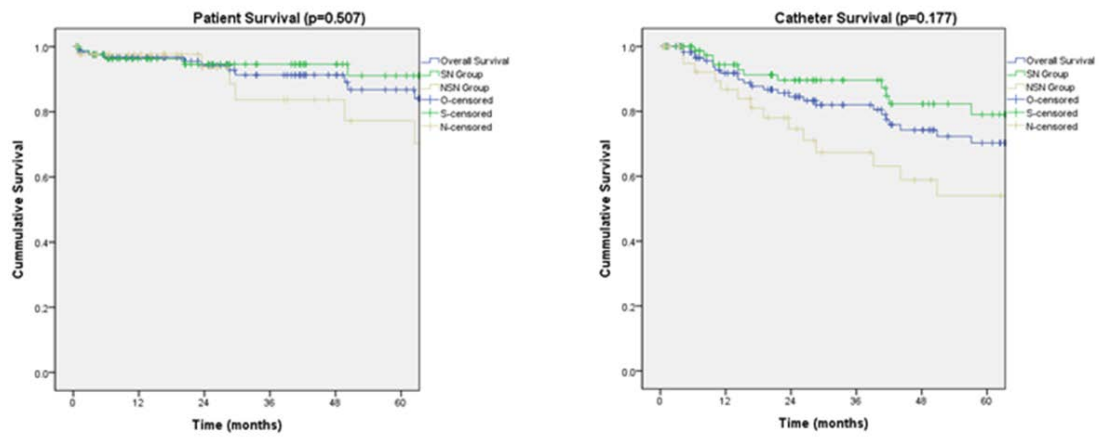 Patient Survival (p=0.507)
Cummulative Survival
1.0
0.8
0.6
0.4
0.2
0.0
0 12 24 36 48 60
Time (months)
Overall Survival
SN Group
NSN Group
O-censored
S-censored
N-censored
Catheter Survival (p=0.177)
Cummulative Survival
1.0
0.8
0.6
0.4
0.2
0.0
0 12 24 36 48 60
Time (months)
Overall Survival
SN Group
NSN Group
O-censored
S-censored
N-censored